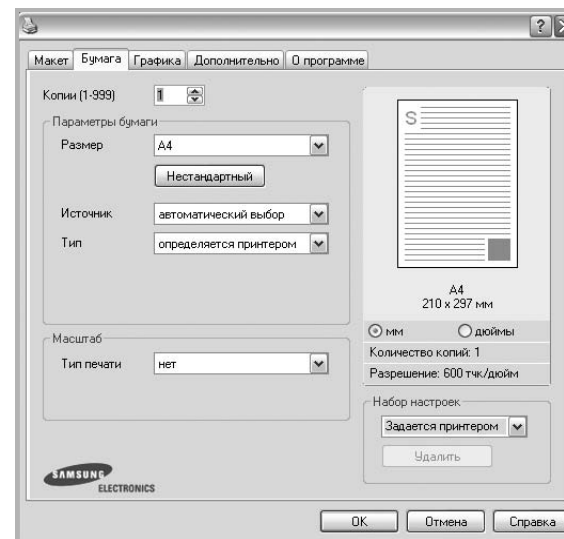 Макет Бумага Графика Дополнительно О программе
Копии (1-999) 1
Параметры бумаги
Размер A4
Нестандартный
Источник автоматический выбор
Тип определяется принтером
Масштаб
Тип печати нет
S
A4
210 x 297 мм
мм дюймы
Количество копий: 1
Разрешение: 600 тчк/дюйм
Набор настроек
Задается принтером
Удалить
SAMSUNG
ELECTRONICS
OK Отмена Справка